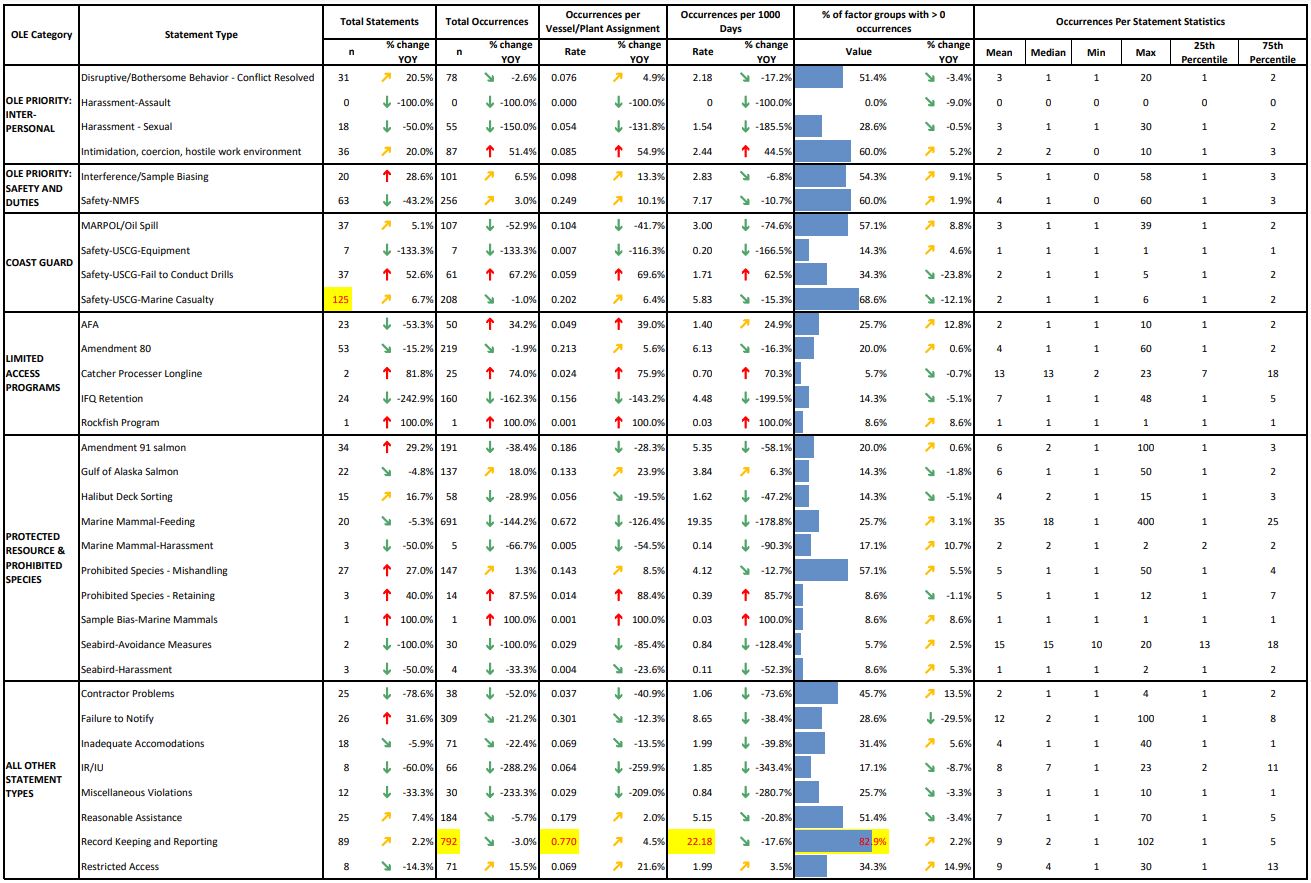 OLE Category Statement Type Total Statements Total Occurrences Occurrences per Vessel/Plant Assignment Occurrences per 1000 Days % of factor groups with > 0 occurrences Occurrences Per Statement Statistics
n % change YOY n % change YOY Rate % change YOY Rate % change YOY Value % change YOY Mean Median Min Max 25th Percentile 75th Percentile
OLE PRIORITY: INTER-PERSONAL
Disruptive/Bothersome Behavior - Conflict Resolved 31 20.5% 78 -2.6% 0.076 4.9% 2.18 -17.2% 51.4% -3.4% 3 1 1 20 1 2
Harassment-Assault 0 -100.0% 0 -100.0% 0.000 -100.0% 0 -100.0% 0.0% -9.0% 0 0 0 0 0 0
Harassment - Sexual 18 -50.0% 55 -150.0% 0.054 -131.8% 1.54 -185.5% 28.6% -0.5% 3 1 1 30 1 2
Intimidation, coercion, hostile work environment 36 20.0% 87 51.4% 0.085 54.9% 2.44 44.5% 60.0% 5.2% 2 2 0 10 1 3
OLE PRIORITY: SAFETY AND DUTIES
Interference/Sample Biasing 20 28.6% 101 6.5% 0.098 13.3% 2.83 -6.8% 54.3% 9.1% 5 1 0 58 1 3
Safety-NMFS 63 -43.2% 256 3.0% 0.249 10.1% 7.17 -10.7% 60.0% 1.9% 4 1 0 60 1 3
COAST GUARD
MARPOL/Oil Spill 37 5.1% 107 -52.9% 0.104 -41.7% 3.00 -74.6% 57.1% 8.8% 3 1 1 39 1 2
Safety-USCG-Equipment 7 -133.3% 7 -133.3% 0.007 -116.3% 0.20 -166.5% 14.3% 4.6% 1 1 1 1 1 1
Safety-USCG-Fail to Conduct Drills 37 52.6% 61 67.2% 0.059 69.6% 1.71 62.5% 34.3% -23.8% 2 1 1 5 1 2
Safety-USCG-Marine Casualty 125 6.7% 208 -1.0% 0.202 6.4% 5.83 -15.3% 68.6% -12.1% 2 1 1 6 1 2
LIMITED ACCESS PROGRAMS
AFA 23 -53.3% 50 34.2% 0.049 39.0% 1.40 24.9% 25.7% 12.8% 2 1 1 10 1 2
Amendment 80 53 -15.2% 219 -1.9% 0.213 5.6% 6.13 -16.3% 20.0% 0.6% 4 1 1 60 1 2
Catcher Processer Longline 2 81.8% 25 74.0% 0.024 75.9% 0.70 70.3% 5.7% -0.7% 13 13 2 23 7 18
IFQ Retention 24 -242.9% 160 -162.3% 0.156 -143.2% 4.48 -199.5% 14.3% -5.1% 7 1 1 48 1 5
Rockfish Program 1 100.0% 1 100.0% 0.001 100.0% 0.03 100.0% 8.6% 8.6% 1 1 1 1 1 1
PROTECTED RESOURCE & PROHIBITED SPECIES
Amendment 91 salmon 34 29.2% 191 -38.4% 0.186 -28.3% 5.35 -58.1% 20.0% 0.6% 6 2 1 100 1 3
Gulf of Alaska Salmon 22 -4.8% 137 18.0% 0.133 23.9% 3.84 6.3% 14.3% -1.8% 6 1 1 50 1 2
Halibut Deck Sorting 15 16.7% 58 -28.9% 0.056 -19.5% 1.62 -47.2% 14.3% -5.1% 4 2 1 15 1 3
Marine Mammal-Feeding 20 -5.3% 691 -144.2% 0.672 -126.4% 19.35 -178.8% 25.7% 3.1% 35 18 1 400 1 25
Marine Mammal-Harassment 3 -50.0% 5 -66.7% 0.005 -54.5% 0.14 -90.3% 17.1% 10.7% 2 2 1 2 2 2
Prohibited Species - Mishandling 27 27.0% 147 1.3% 0.143 8.5% 4.12 -12.7% 57.1% 5.5% 5 1 1 50 1 4
Prohibited Species - Retaining 3 40.0% 14 87.5% 0.014 88.4% 0.39 85.7% 8.6% -1.1% 5 1 1 12 1 7
Sample Bias-Marine Mammals 1 100.0% 1 100.0% 0.001 100.0% 0.03 100.0% 8.6% 8.6% 1 1 1 1 1 1
Seabird-Avoidance Measures 2 -100.0% 30 -100.0% 0.029 -85.4% 0.84 -128.4% 5.7% 2.5% 15 15 10 20 13 18
Seabird-Harassment 3 -50.0% 4 -33.3% 0.004 -23.6% 0.11 -52.3% 8.6% 5.3% 1 1 1 2 1 2
ALL OTHER STATEMENT TYPES
Contractor Problems 25 -78.6% 38 -52.0% 0.037 -40.9% 1.06 -73.6% 45.7% 13.5% 2 1 1 4 1 2
Failure to Notify 26 31.6% 309 -21.2% 0.301 -12.3% 8.65 -38.4% 28.6% -29.5% 12 2 1 100 1 8
Inadequate Accomodations 18 -5.9% 71 -22.4% 0.069 -13.5% 1.99 -39.8% 31.4% 5.6% 4 1 1 40 1 1
IR/IU 8 -60.0% 66 -288.2% 0.064 -259.9% 1.85 -343.4% 17.1% -8.7% 8 7 1 23 2 11
Miscellaneous Violations 12 -33.3% 30 -233.3% 0.029 -209.0% 0.84 -280.7% 25.7% -3.3% 3 1 1 10 1 1
Reasonable Assistance 25 7.4% 184 -5.7% 0.179 2.0% 5.15 -20.8% 51.4% -3.4% 7 1 1 70 1 5
Record Keeping and Reporting 89 2.2% 792 -3.0% 0.770 4.5% 22.18 -17.6% 82.9% 2.2% 9 2 1 102 1 5
Restricted Access 8 -14.3% 71 15.5% 0.069 21.6% 1.99 3.5% 34.3% 14.9% 9 4 1 30 1 13